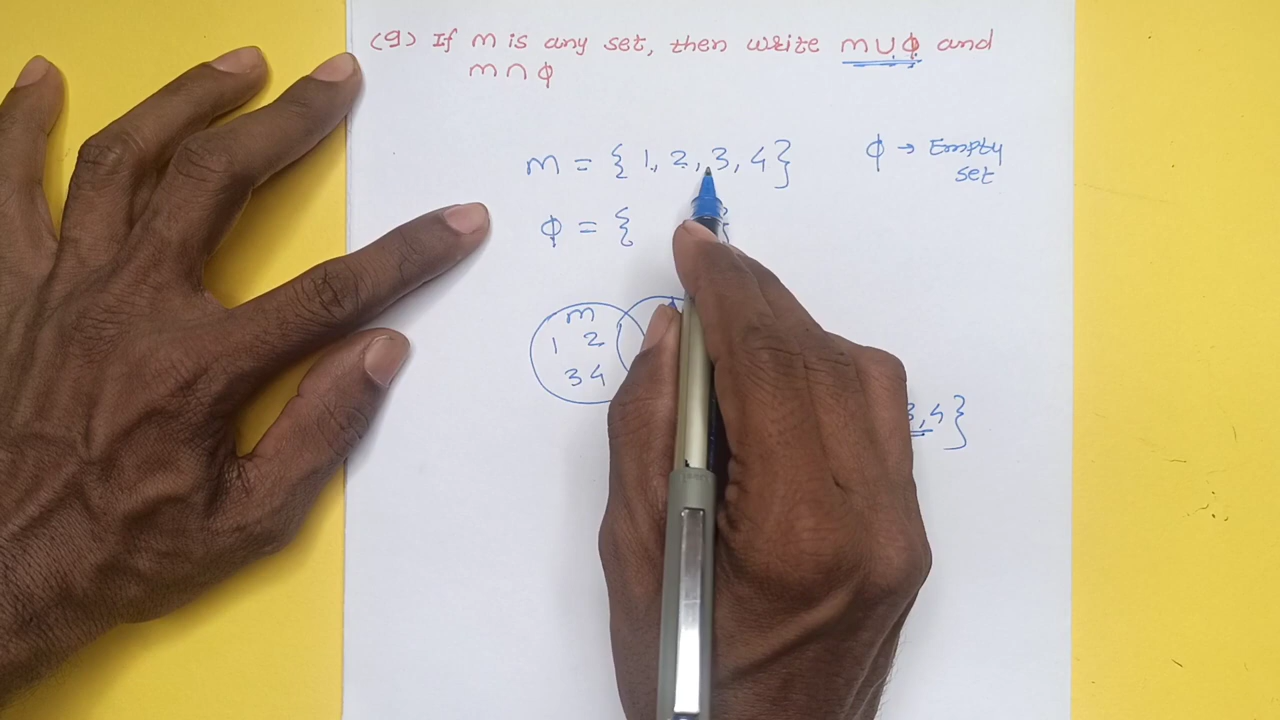 (9) If m is any set, then write m ∪ ϕ and
m ∩ ϕ
m = { 1, 2, 3, 4 }
ϕ → Empty
set
ϕ = { }
m
1 2
3 4
3, 4 }